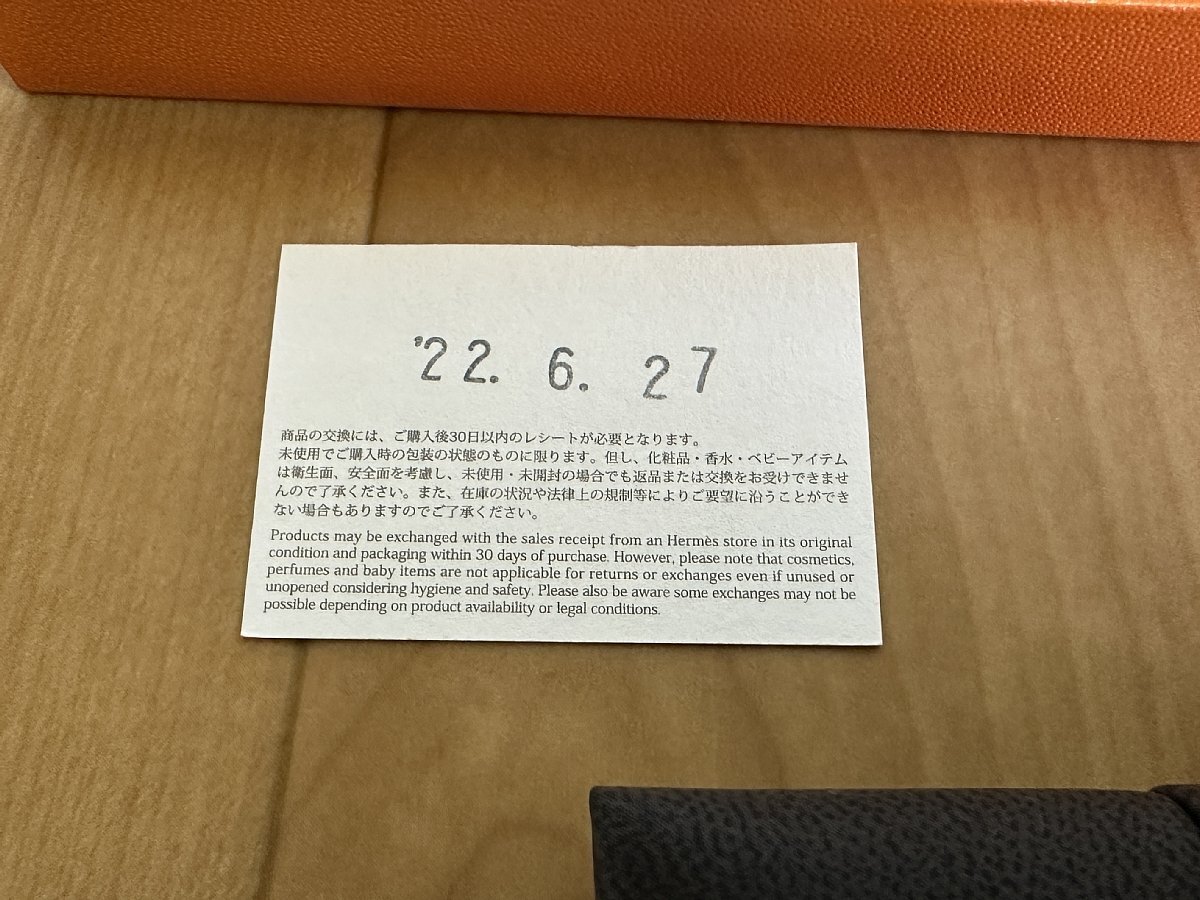 '22. 6. 27
商品の交換には、ご購入後30日以内のレシートが必要となります。
未使用でご購入時の包装の状態のものに限ります。但し、化粧品・香水・ベビーアイテム
は衛生面、安全面を考慮し、未使用・未開封の場合でも返品または交換をお受けできませ
んので了承ください。また、在庫の状況や法律上の規制等によりご要望に沿うことができ
ない場合もありますのでご了承ください。
Products may be exchanged with the sales receipt from an Hermès store in its original
condition and packaging within 30 days of purchase. However, please note that cosmetics,
perfumes and baby items are not applicable for returns or exchanges even if unused or
unopened considering hygiene and safety. Please also be aware some exchanges may not be
possible depending on product availability or legal conditions.